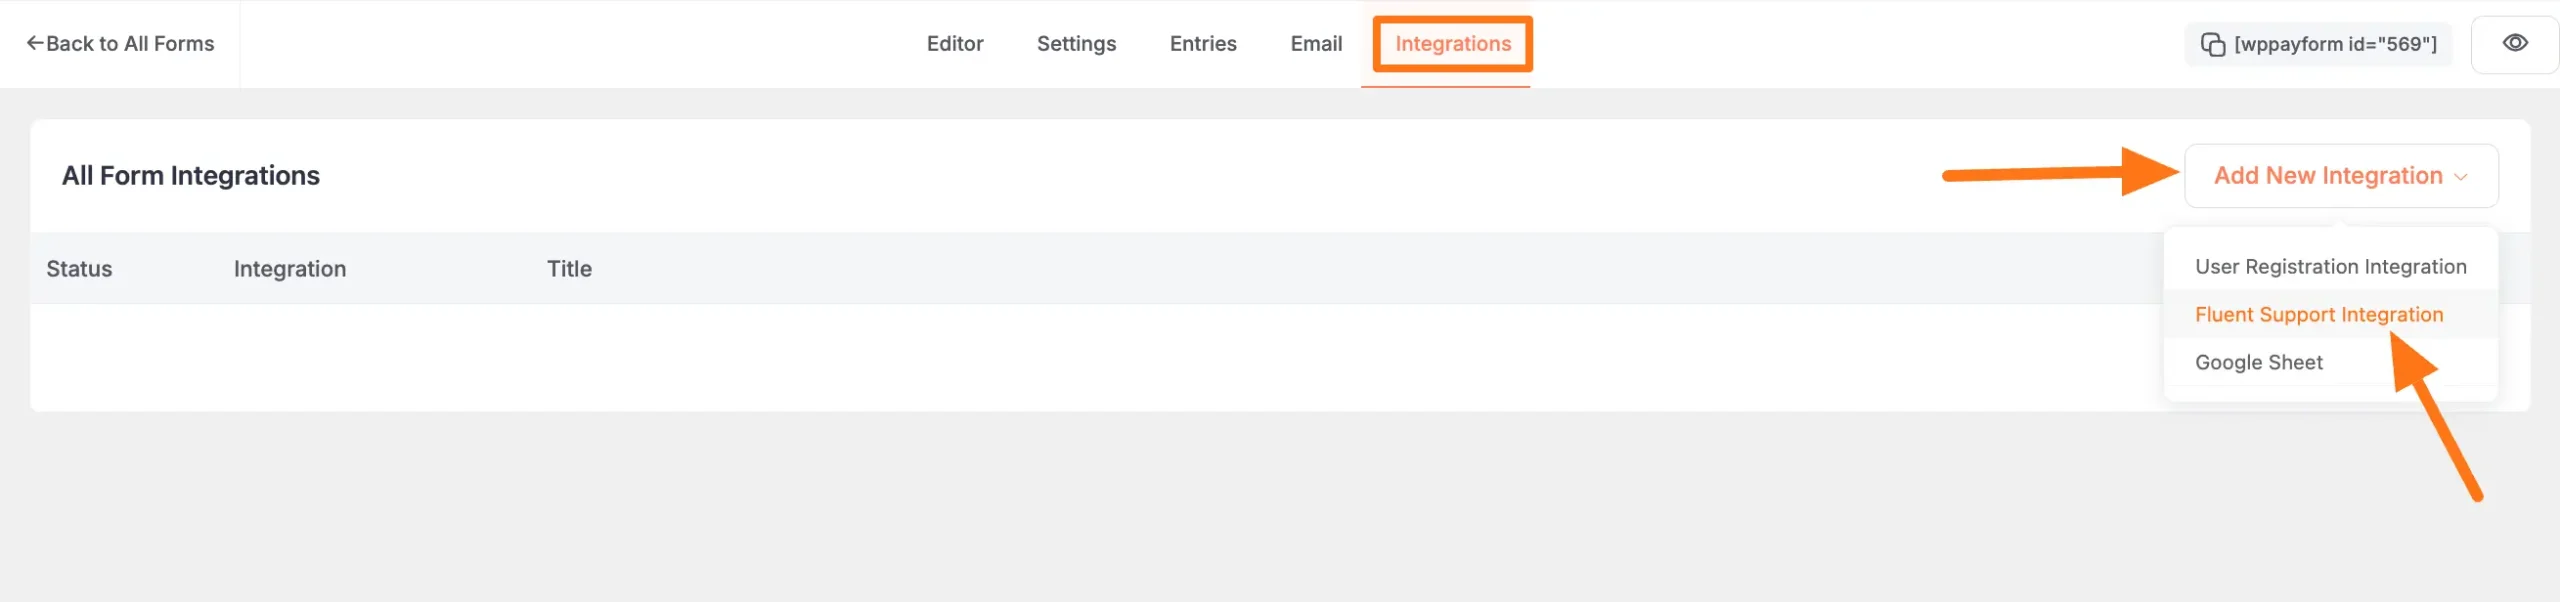 ←Back to All Forms
Editor
Settings
Entries
Email
Integrations
[wppayform id="569"]
All Form Integrations
Add New Integration
Status
Integration
Title
User Registration Integration
Fluent Support Integration
Google Sheet